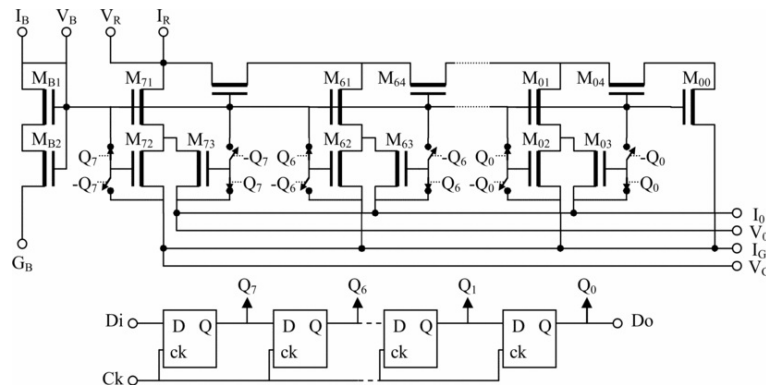 I_B V_B V_R I_R
M_B1 M_71 M_61 M_64 M_01 M_04 M_00
M_B2 M_72 M_73 M_62 M_63 M_02 M_03
Q_7 -Q_7 Q_6 -Q_6 Q_0 -Q_0
-Q_7 Q_7 -Q_6 Q_6 -Q_0 Q_0
I_0
V_0
I_G
G_B
Q_7 Q_6 Q_1 Q_0
Di D Q D Q D Q D Q Do
ck ck ck ck
Ck